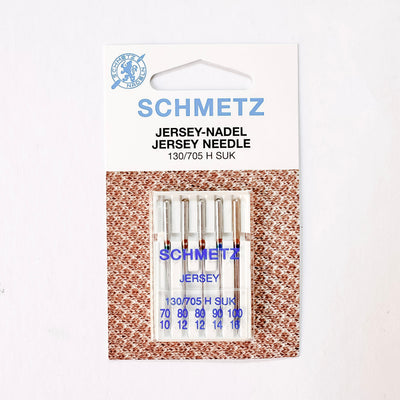 SCHMETZ
JERSEY-NADEL
JERSEY NEEDLE
130/705 H SUK
SCHMETZ
JERSEY
130/705 H SUK
70 80 80 90 100
10 12 12 14 16